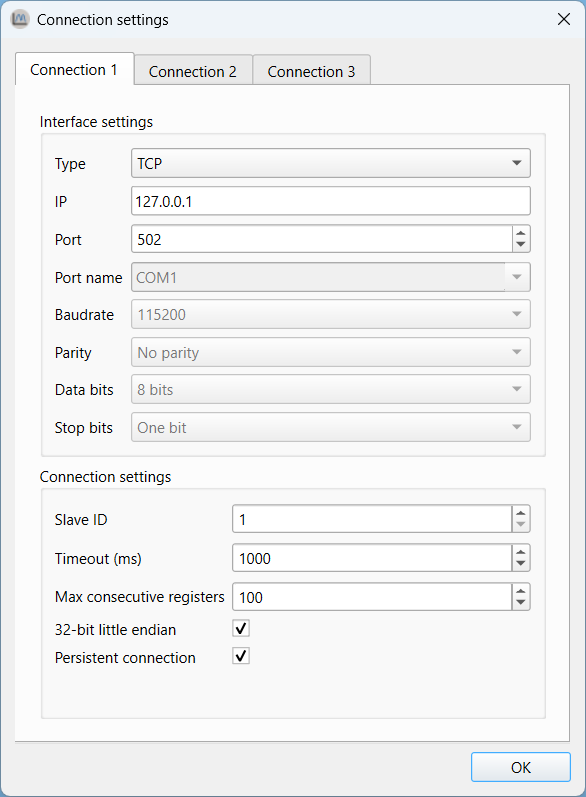 Connection settings
Connection 1 Connection 2 Connection 3
Interface settings
Type TCP
IP 127.0.0.1
Port 502
Port name COM1
Baudrate 115200
Parity No parity
Data bits 8 bits
Stop bits One bit
Connection settings
Slave ID 1
Timeout (ms) 1000
Max consecutive registers 100
32-bit little endian
Persistent connection
OK